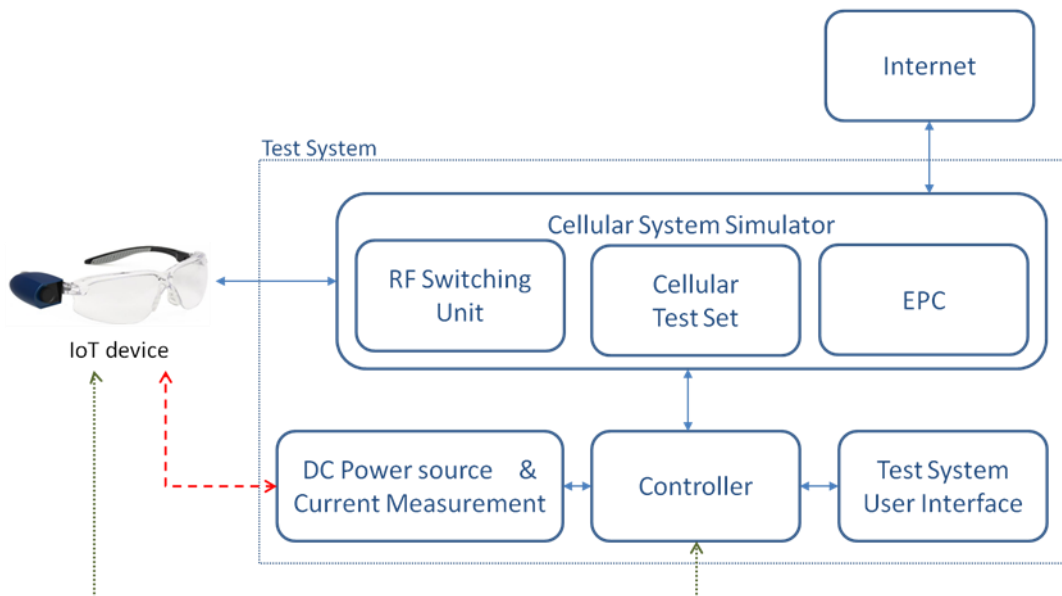 Internet
Test System
Cellular System Simulator
RF Switching
Unit
Cellular
Test Set
EPC
IoT device
DC Power source &
Current Measurement
Controller
Test System
User Interface